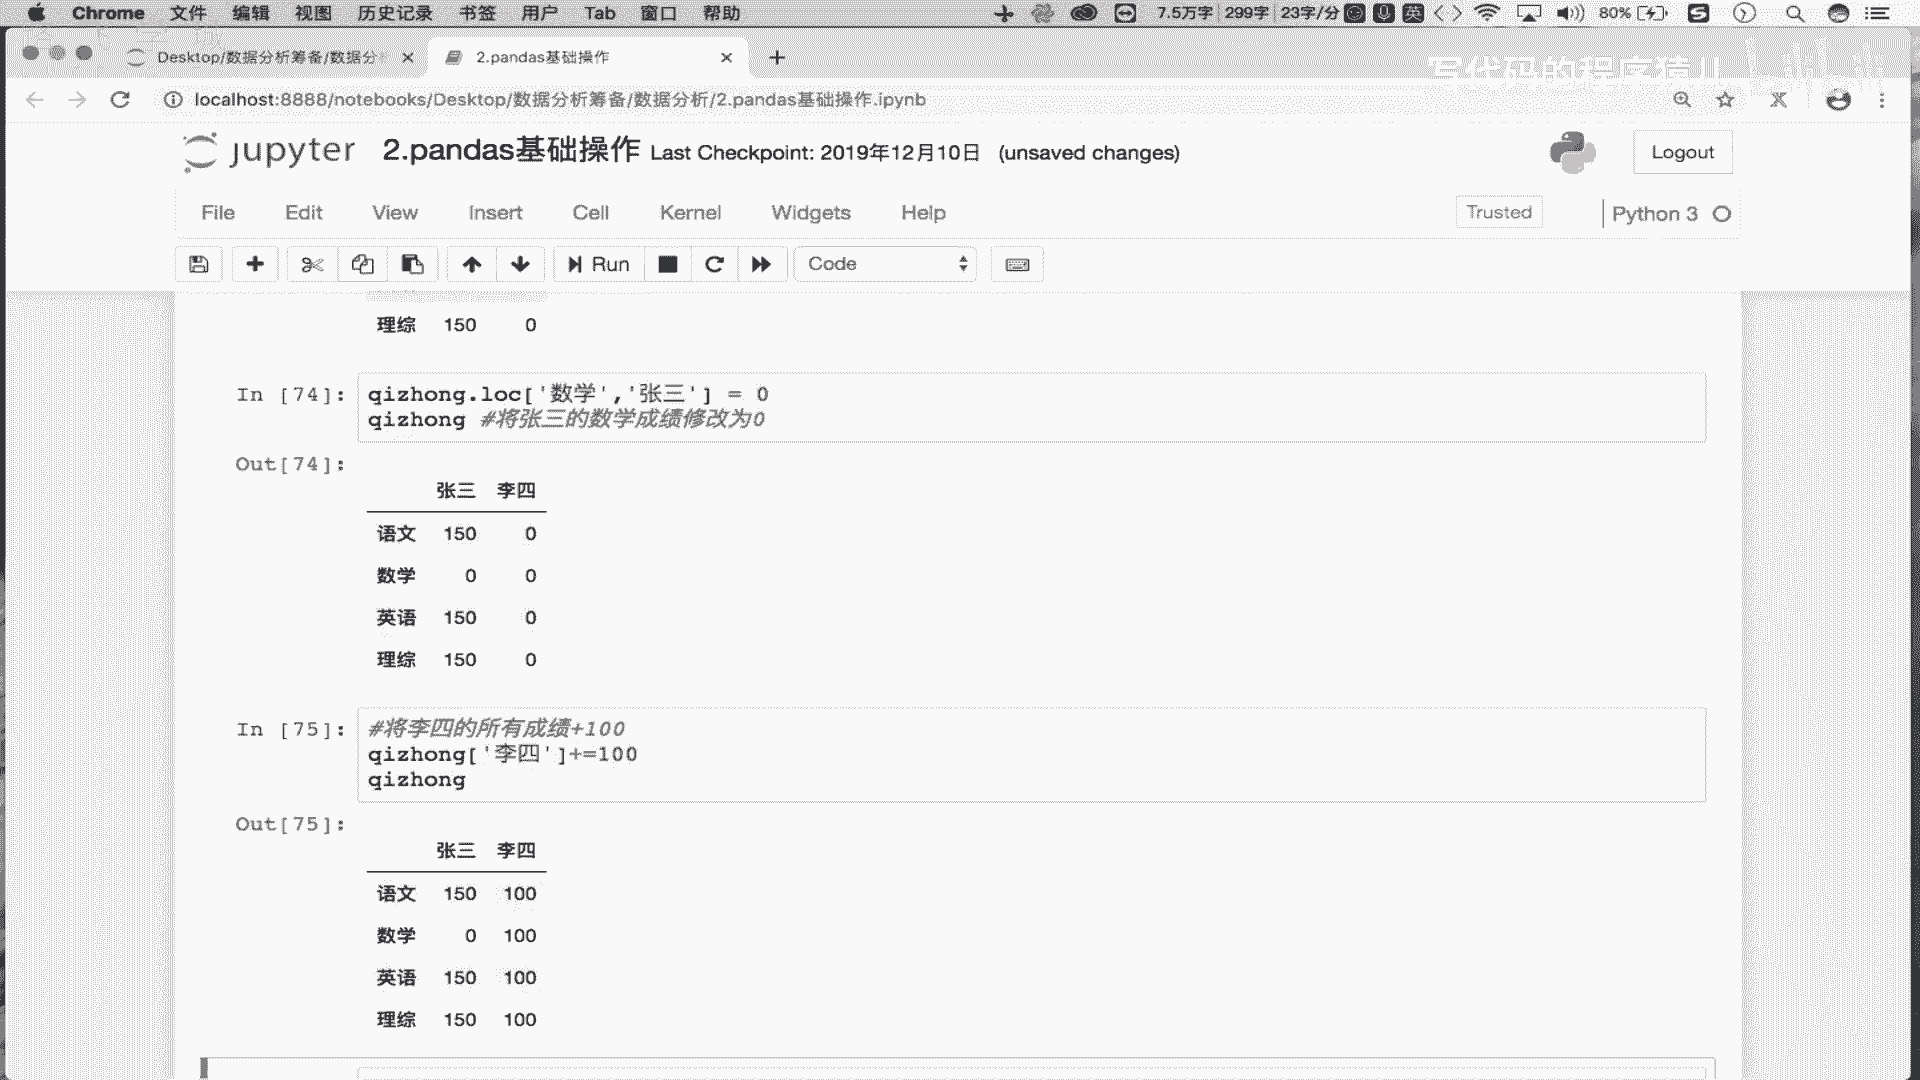 Chrome 文件 编辑 视图 历史记录 书签 用户 Tab 窗口 帮助 7.5万字 299字 23字/分 英 80%
Desktop/数据分析筹备/数据分析 2.pandas基础操作
写代码的程序猿
localhost:8888/notebooks/Desktop/数据分析筹备/数据分析/2.pandas基础操作.ipynb
jupyter 2.pandas基础操作 Last Checkpoint: 2019年12月10日 (unsaved changes) Logout
File Edit View Insert Cell Kernel Widgets Help Trusted Python 3
Run Code
理综 150 0
In [74]: qizhong.loc['数学','张三'] = 0
qizhong #将张三的数学成绩修改为0
Out[74]:
张三 李四
语文 150 0
数学 0 0
英语 150 0
理综 150 0
In [75]: #将李四的所有成绩+100
qizhong['李四']+=100
qizhong
Out[75]:
张三 李四
语文 150 100
数学 0 100
英语 150 100
理综 150 100